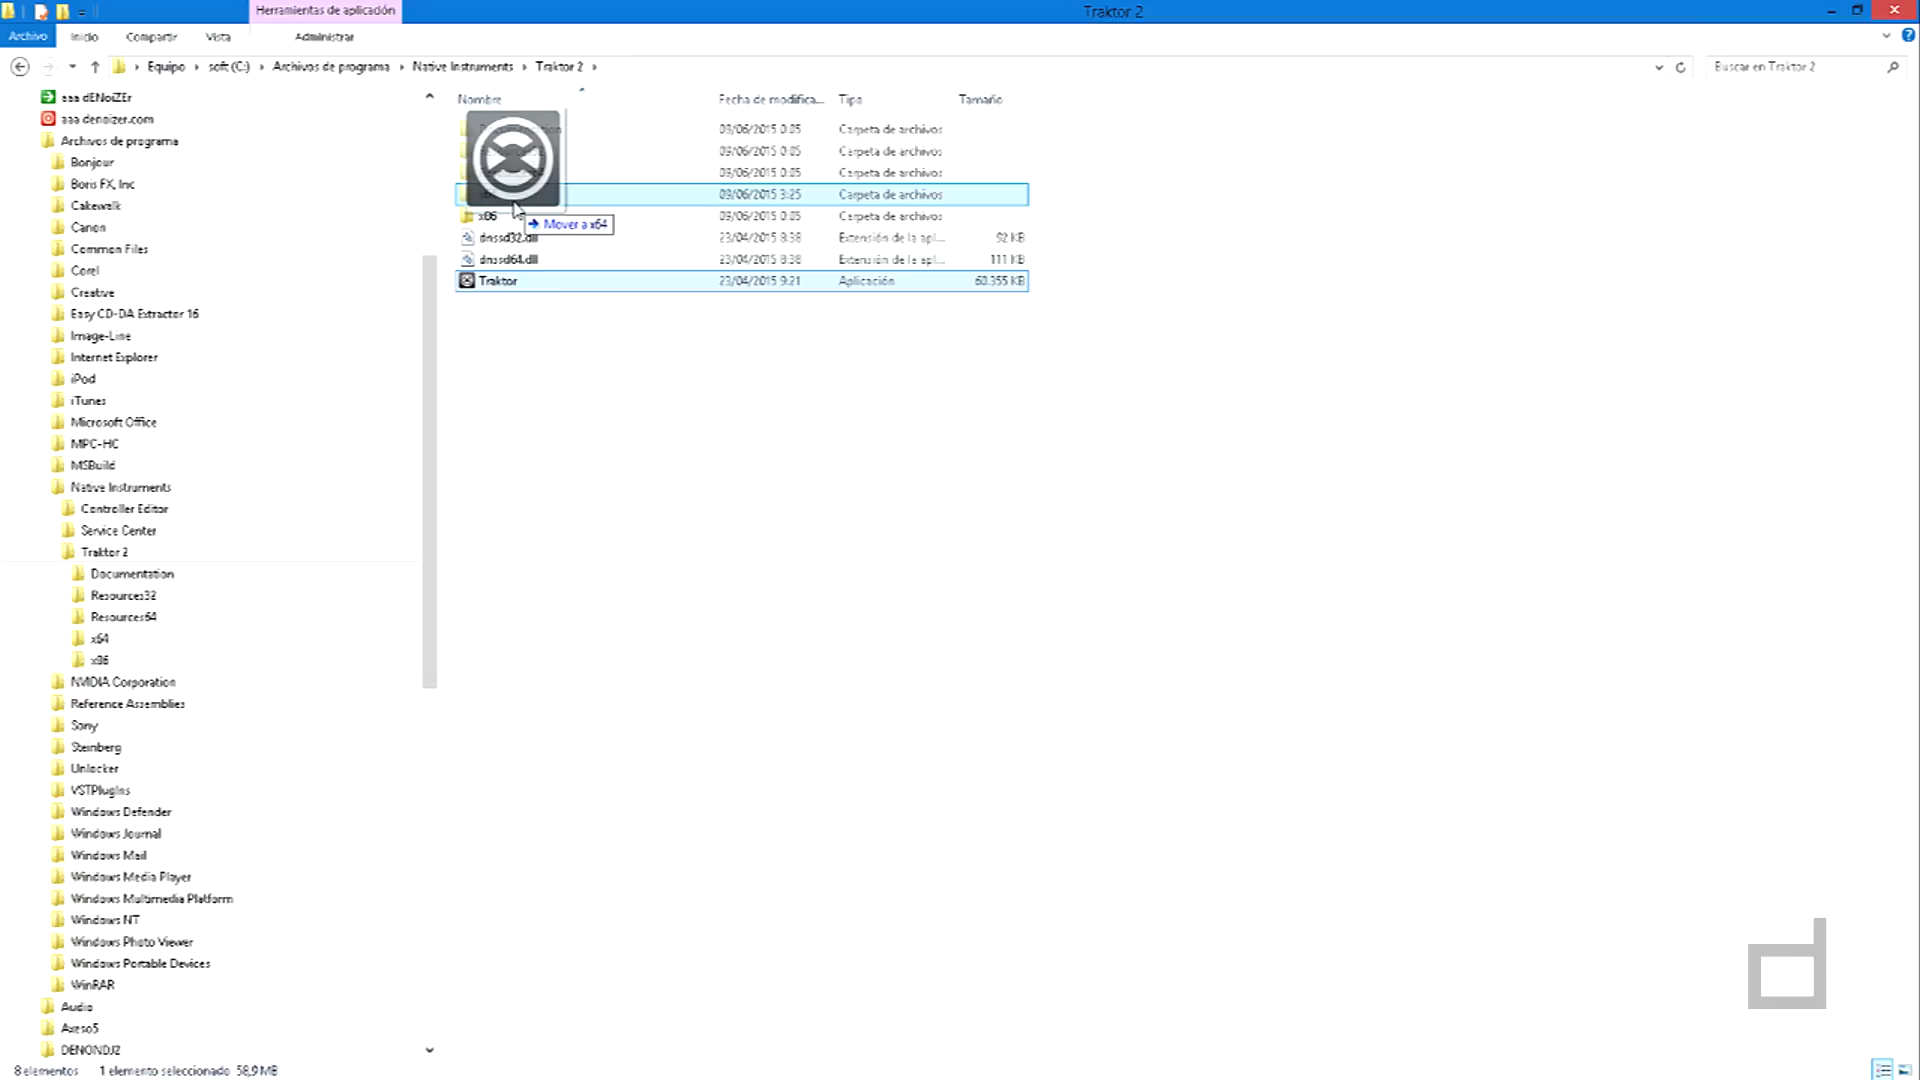 Herramientas de aplicación
Traktor 2
Archivo Inicio Compartir Vista Administrar
Equipo soft (C:) Archivos de programa Native Instruments Traktor 2
Buscar en Traktor 2
aaa dENoiZEr
aaa denoizer.com
Archivos de programa
Bonjour
Boris FX, Inc
Cakewalk
Canon
Common Files
Corel
Creative
Easy CD-DA Extractor 16
Image-Line
Internet Explorer
iPod
iTunes
Microsoft Office
MPC-HC
MSBuild
Native Instruments
Controller Editor
Service Center
Traktor 2
Documentation
Resources32
Resources64
x64
x86
NVIDIA Corporation
Reference Assemblies
Sony
Steinberg
Unlocker
VSTPlugIns
Windows Defender
Windows Journal
Windows Mail
Windows Media Player
Windows Multimedia Platform
Windows NT
Windows Photo Viewer
Windows Portable Devices
WinRAR
Audio
Axeso5
DENONDJ2
Nombre Fecha de modifica... Tipo Tamaño
09/06/2015 0:05 Carpeta de archivos
09/06/2015 0:05 Carpeta de archivos
09/06/2015 0:05 Carpeta de archivos
09/06/2015 3:25 Carpeta de archivos
x86 09/06/2015 0:05 Carpeta de archivos
Mover a x64
dnssd32.dll 23/04/2015 8:38 Extensión de la apl... 92 KB
dnssd64.dll 23/04/2015 8:38 Extensión de la apl... 111 KB
Traktor 23/04/2015 9:21 Aplicación 60.355 KB
8 elementos 1 elemento seleccionado 58,9 MB